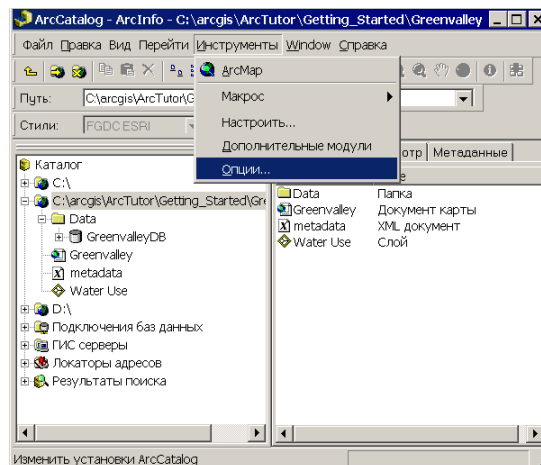 ArcCatalog - ArcInfo - C:\arcgis\ArcTutor\Getting_Started\Greenvalley
Файл Правка Вид Перейти Инструменты Window Справка
ArcMap
Макрос
Настроить...
Дополнительные модули
Опции...
Путь: C:\arcgis\ArcTutor\G
Стили: FGDC ESRI
отр Метаданные
е
Каталог
C:\
C:\arcgis\ArcTutor\Getting_Started\Gre
Data
GreenvalleyDB
Greenvalley
metadata
Water Use
D:\
Подключения баз данных
ГИС серверы
Локаторы адресов
Результаты поиска
Data Папка
Greenvalley Документ карты
metadata XML документ
Water Use Слой
Изменить установки ArcCatalog